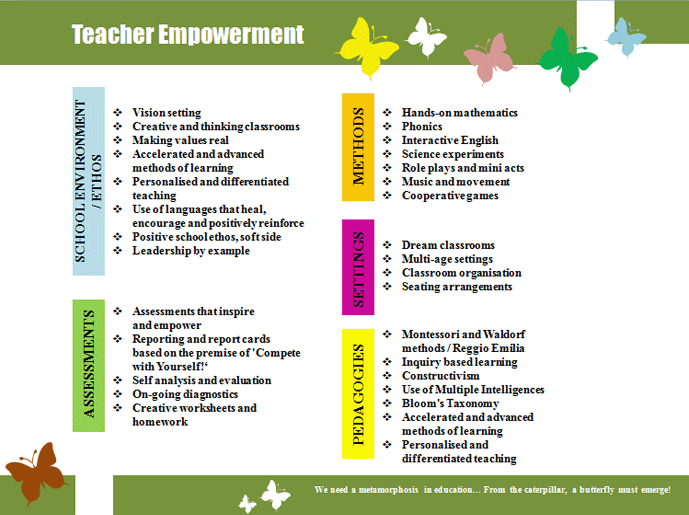 Teacher Empowerment
SCHOOL ENVIRONMENT
/ ETHOS
❖ Vision setting
❖ Creative and thinking classrooms
❖ Making values real
❖ Accelerated and advanced
methods of learning
❖ Personalised and differentiated
teaching
❖ Use of languages that heal,
encourage and positively reinforce
❖ Positive school ethos, soft side
❖ Leadership by example
ASSESSMENTS
❖ Assessments that inspire
and empower
❖ Reporting and report cards
based on the premise of 'Compete
with Yourself!‘
❖ Self analysis and evaluation
❖ On-going diagnostics
❖ Creative worksheets and
homework
METHODS
❖ Hands-on mathematics
❖ Phonics
❖ Interactive English
❖ Science experiments
❖ Role plays and mini acts
❖ Music and movement
❖ Cooperative games
SETTINGS
❖ Dream classrooms
❖ Multi-age settings
❖ Classroom organisation
❖ Seating arrangements
PEDAGOGIES
❖ Montessori and Waldorf
methods / Reggio Emilia
❖ Inquiry based learning
❖ Constructivism
❖ Use of Multiple Intelligences
❖ Bloom's Taxonomy
❖ Accelerated and advanced
methods of learning
❖ Personalised and
differentiated teaching
We need a metamorphosis in education... From the caterpillar, a butterfly must emerge!